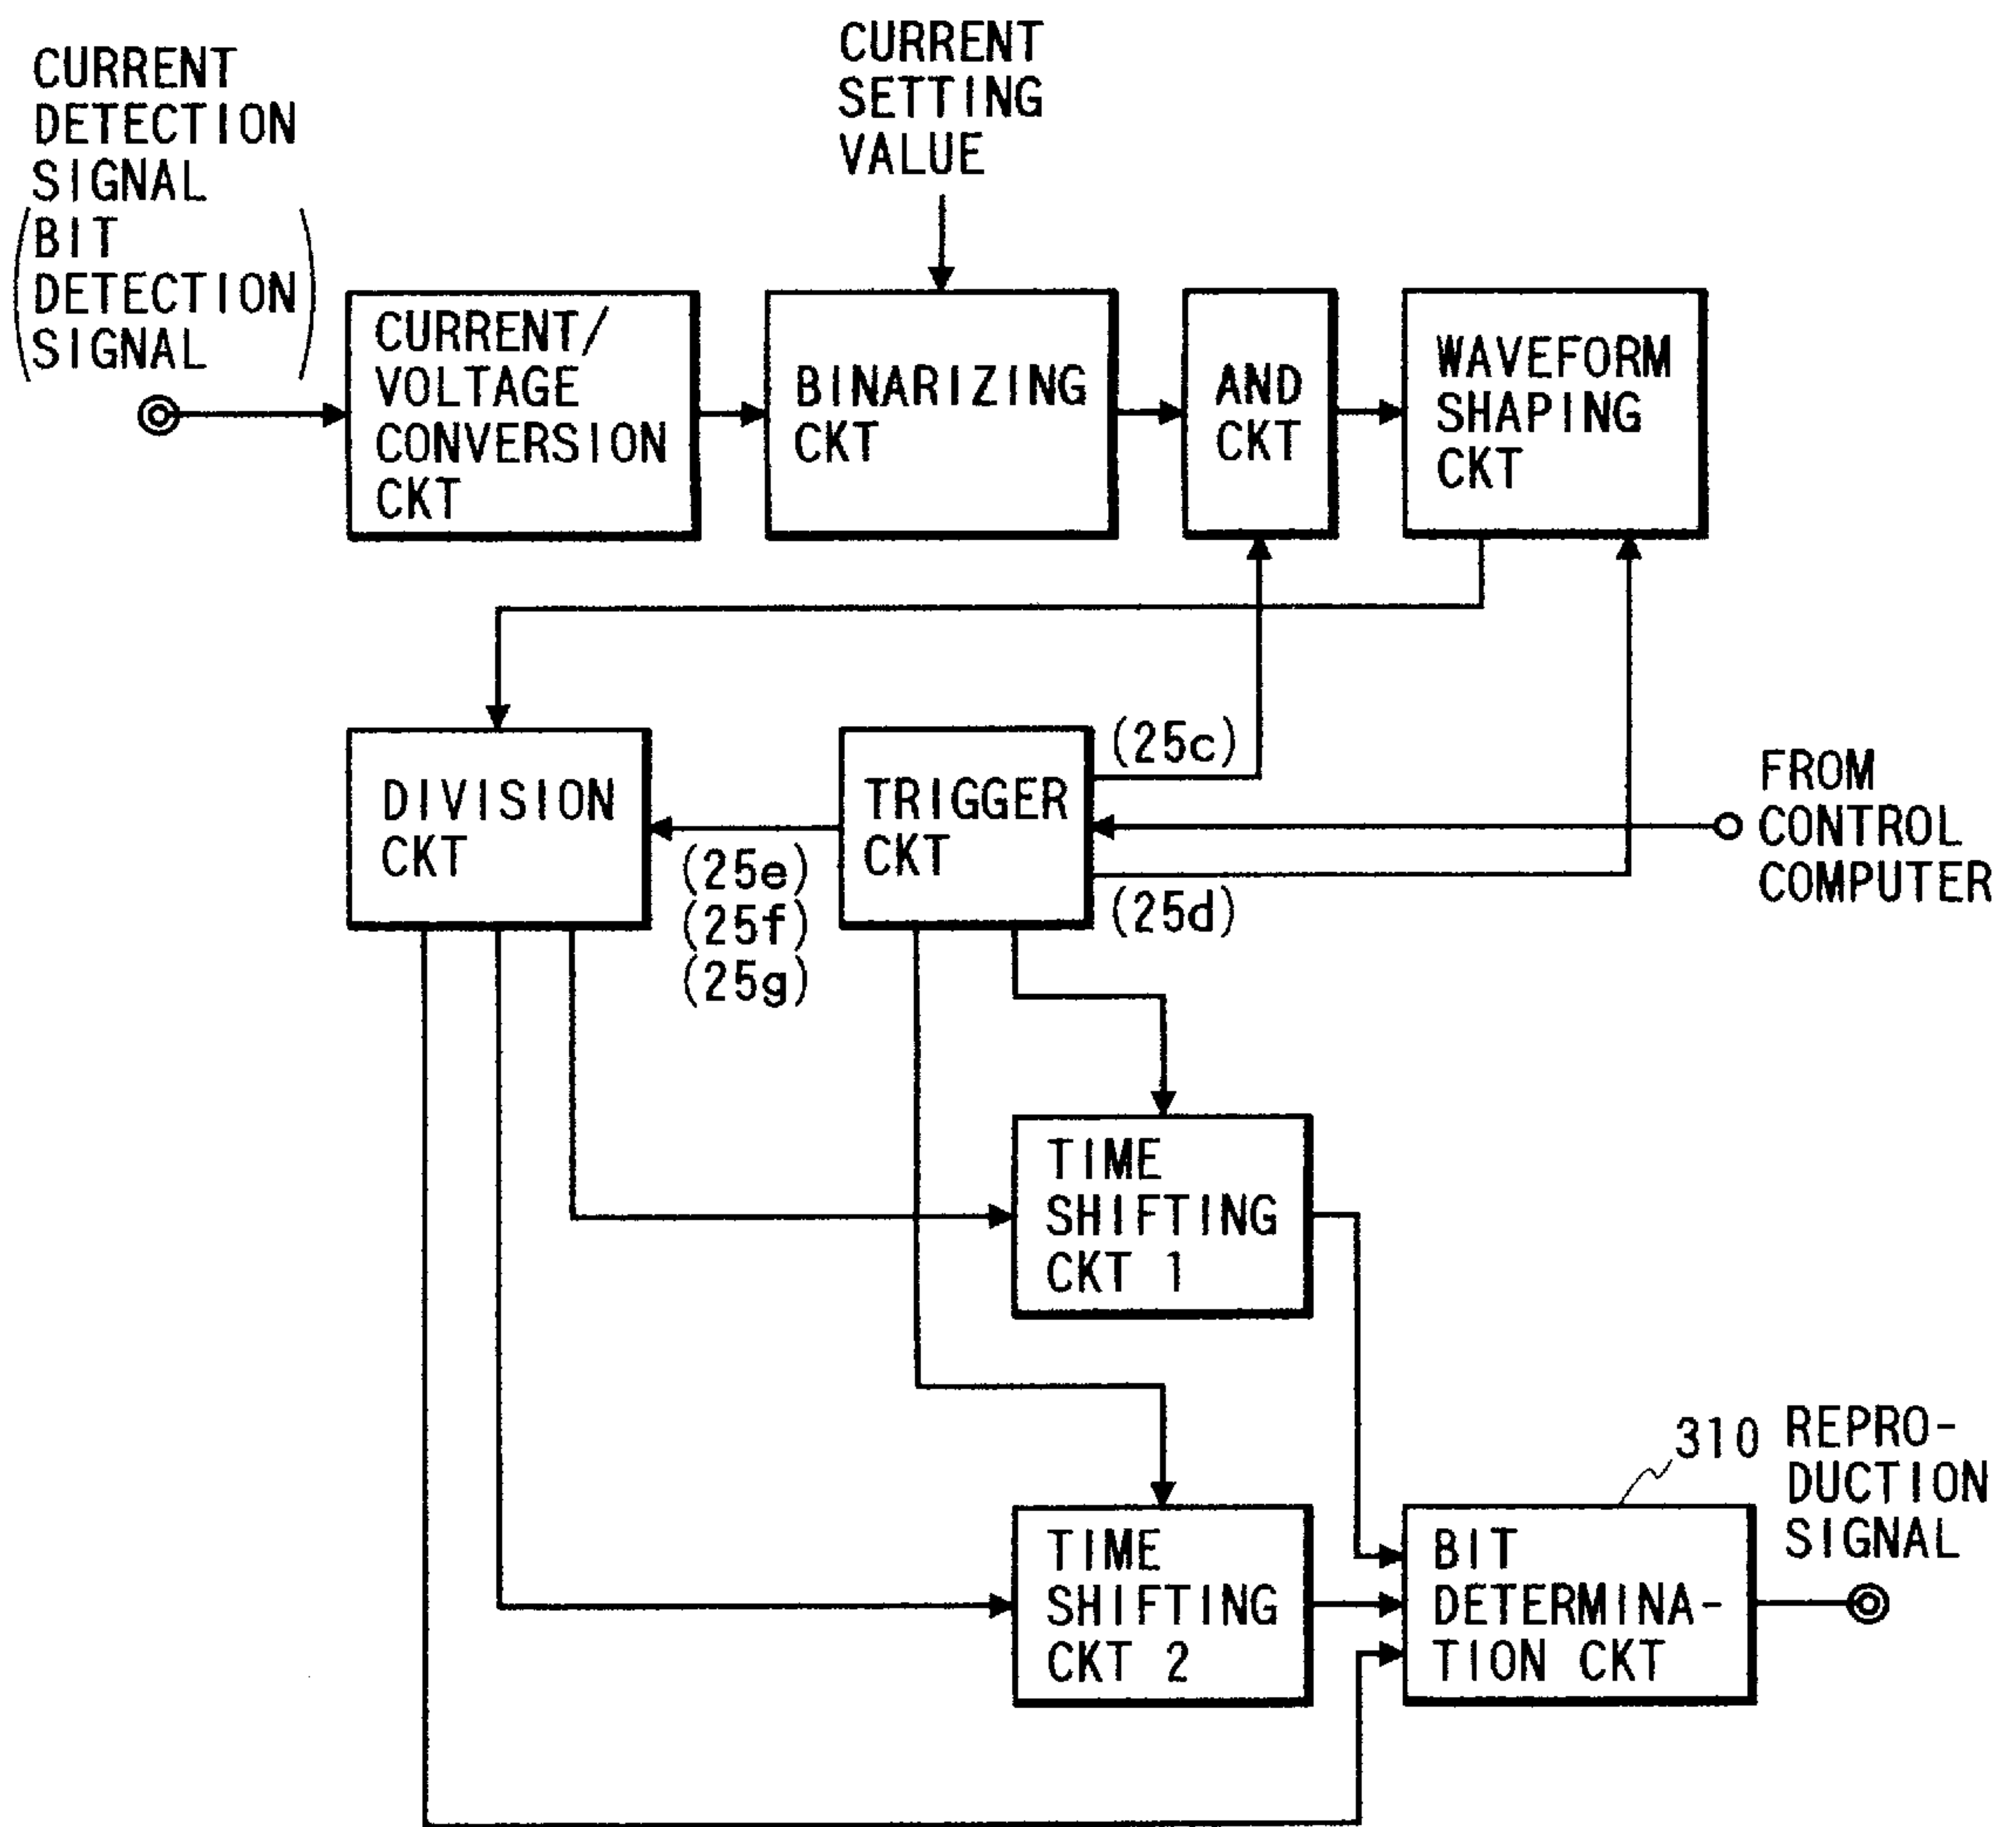 CURRENT
DETECTION
SIGNAL
(BIT
DETECTION
SIGNAL)
CURRENT
SETTING
VALUE
CURRENT/
VOLTAGE
CONVERSION
CKT
BINARIZING
CKT
AND
CKT
WAVEFORM
SHAPING
CKT
DIVISION
CKT
(25e)
(25f)
(25g)
TRIGGER
CKT
(25c)
(25d)
FROM
CONTROL
COMPUTER
TIME
SHIFTING
CKT 1
TIME
SHIFTING
CKT 2
310
BIT
DETERMINA-
TION CKT
REPRO-
DUCTION
SIGNAL